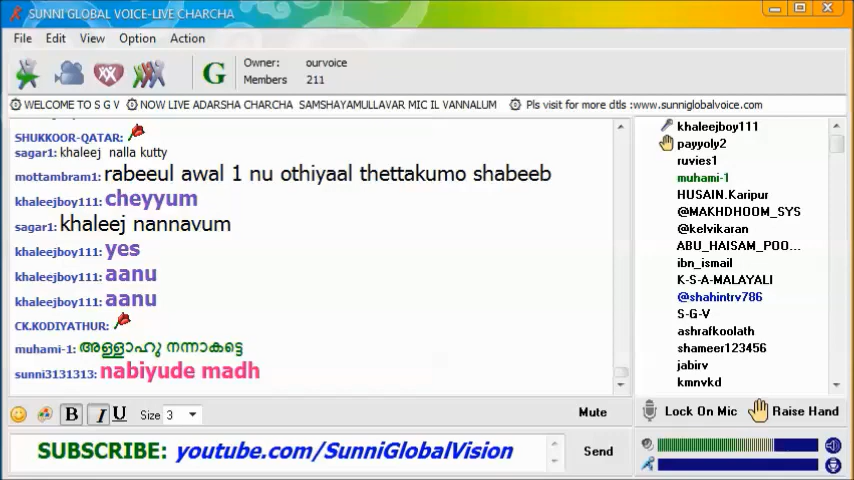 SUNNI GLOBAL VOICE-LIVE CHARCHA
File Edit View Option Action
G
Owner: ourvoice
Members 211
WELCOME TO S G V NOW LIVE ADARSHA CHARCHA SAMSHAYAMULLAVAR MIC IL VANNALUM Pls visit for more dtls :www.sunniglobalvoice.com
SHUKKOOR-QATAR:
sagar1: khaleej nalla kutty
mottambram1: rabeeul awal 1 nu othiyaal thettakumo shabeeb
khaleejboy111: cheyyum
sagar1: khaleej nannavum
khaleejboy111: yes
khaleejboy111: aanu
khaleejboy111: aanu
CK.KODIYATHUR:
muhami-1: അള്ളാഹു നന്നാകട്ടെ
sunni3131313: nabiyude madh
khaleejboy111
payyoly2
ruvies1
muhami-1
HUSAIN.Karipur
@MAKHDHOOM_SYS
@kelvikaran
ABU_HAISAM_POO...
ibn_ismail
K-S-A-MALAYALI
@shahintrv786
S-G-V
ashrafkoolath
shameer123456
jabirv
kmnvkd
B I U Size 3 Mute
Lock On Mic Raise Hand
SUBSCRIBE: youtube.com/SunniGlobalVision
Send